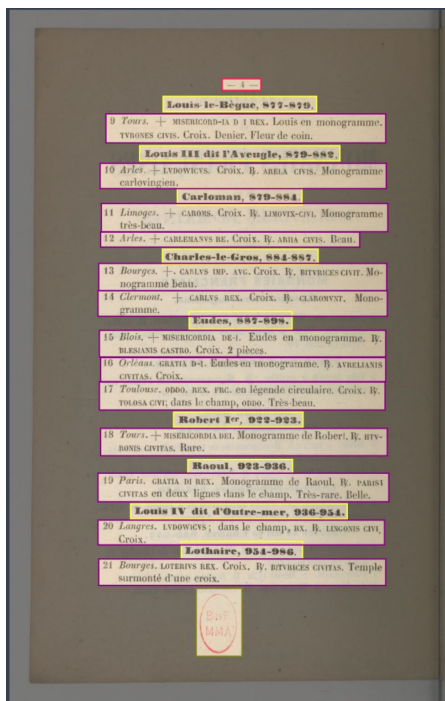 — 4 —
Louis-le-Bègue, 877-879.
9 Tours. + MISERICORD-IA D I REX. Louis en monogramme.
TVRONES CIVIS. Croix. Denier. Fleur de coin.
Louis III dit l'Aveugle, 879-882.
10 Arles. + LVDOWICVS. Croix. ℞. ARELA CIVIS. Monogramme
carlovingien.
Carloman, 879-884.
11 Limoges. + CAROMS. Croix. ℞. LIMOVIX-CIVI. Monogramme
très-beau.
12 Arles. + CARLEMANVS RE. Croix. ℞. ARIIA CIVIS. Beau.
Charles-le-Gros, 884-887.
13 Bourges. +. CARLVS IMP. AVG. Croix. ℞. BITVRICES CIVIT. Mo-
nogramme beau.
14 Clermont. + CARLVS REX. Croix. ℞. CLAROMVNT. Mono-
gramme.
Eudes, 887-898.
15 Blois. + MISERICORDIA DE-I. Eudes en monogramme. ℞.
BLESIANIS CASTRO. Croix. 2 pièces.
16 Orléans. GRATIA D-I. Eudes en monogramme. ℞. AVRELIANIS
CIVITAS. Croix.
17 Toulouse. ODDO. REX. FRC. en légende circulaire. Croix. ℞.
TOLOSA CIVI; dans le champ, ODDO. Très-beau.
Robert Ier, 922-923.
18 Tours. + MISERICORDIA DEI. Monogramme de Robert, ℞. HTV-
RONIS CIVITAS. Rare.
Raoul, 923-936.
19 Paris. GRATIA DI REX. Monogramme de Raoul, ℞. PARISI
CIVITAS en deux lignes dans le champ. Très-rare. Belle.
Louis IV dit d'Outre-mer, 936-954.
20 Langres. LVDOWICVS; dans le champ, RX. ℞. LINGONIS CIVI.
Croix.
Lothaire, 954-986.
21 Bourges. LOTERIVS REX. Croix. ℞. BITVRICES CIVITAS. Temple
surmonté d'une croix.
BnF
MMA